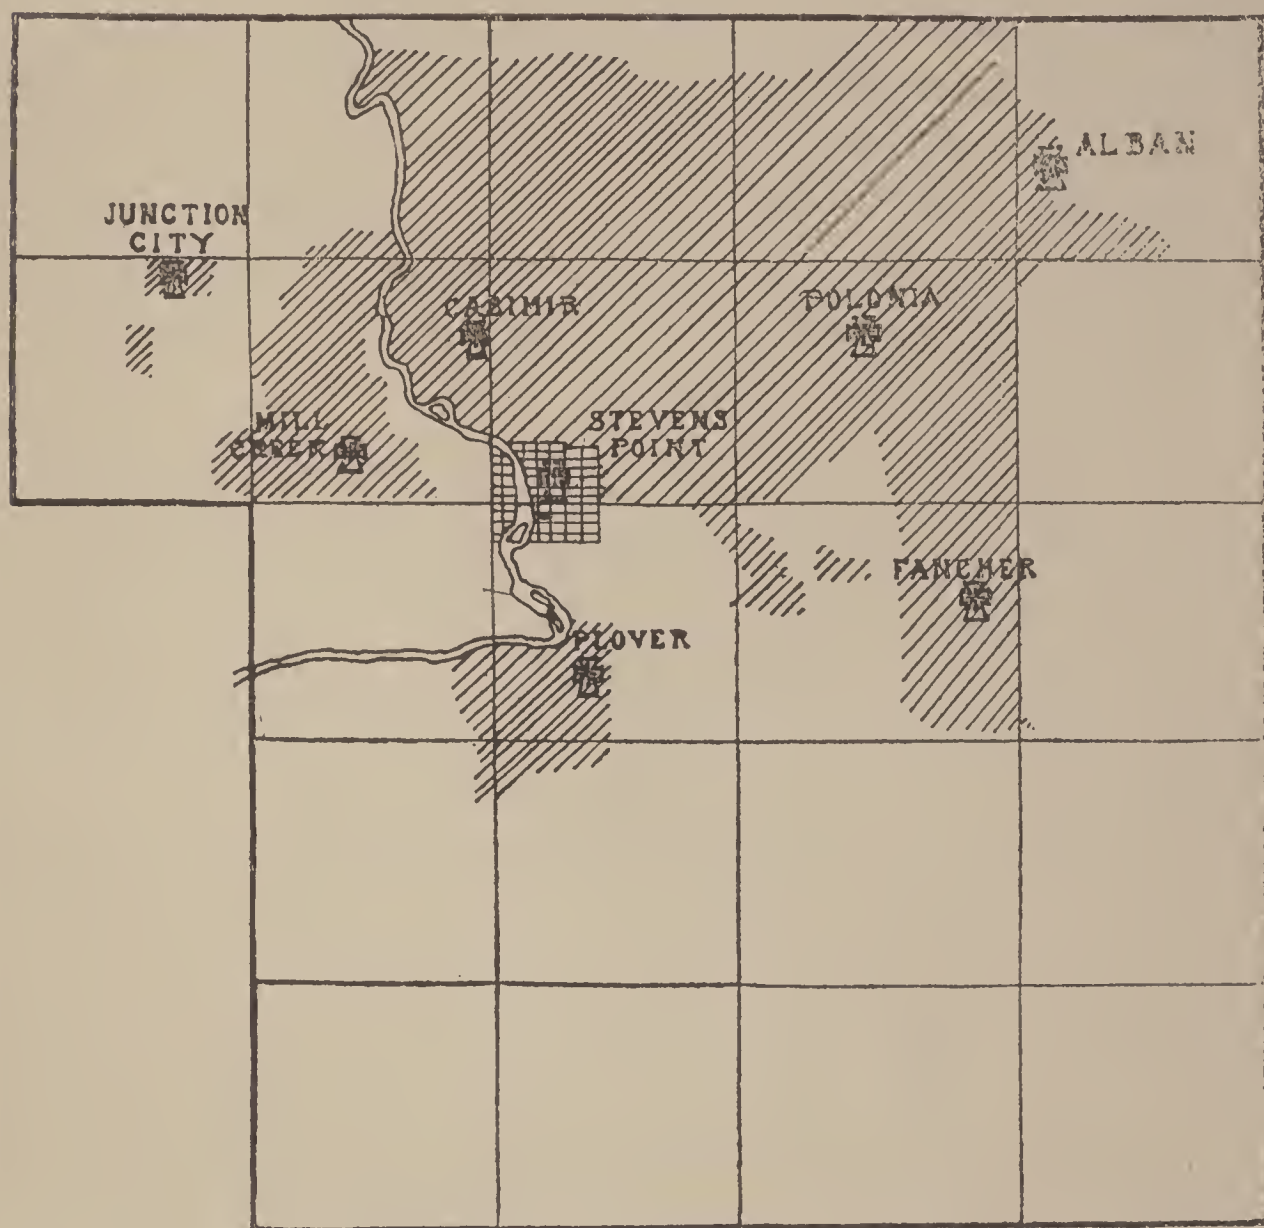 ALBAN
JUNCTION
CITY
CASIMIR
POLONIA
MILL
CREEK
STEVENS
POINT
FANCHER
PLOVER